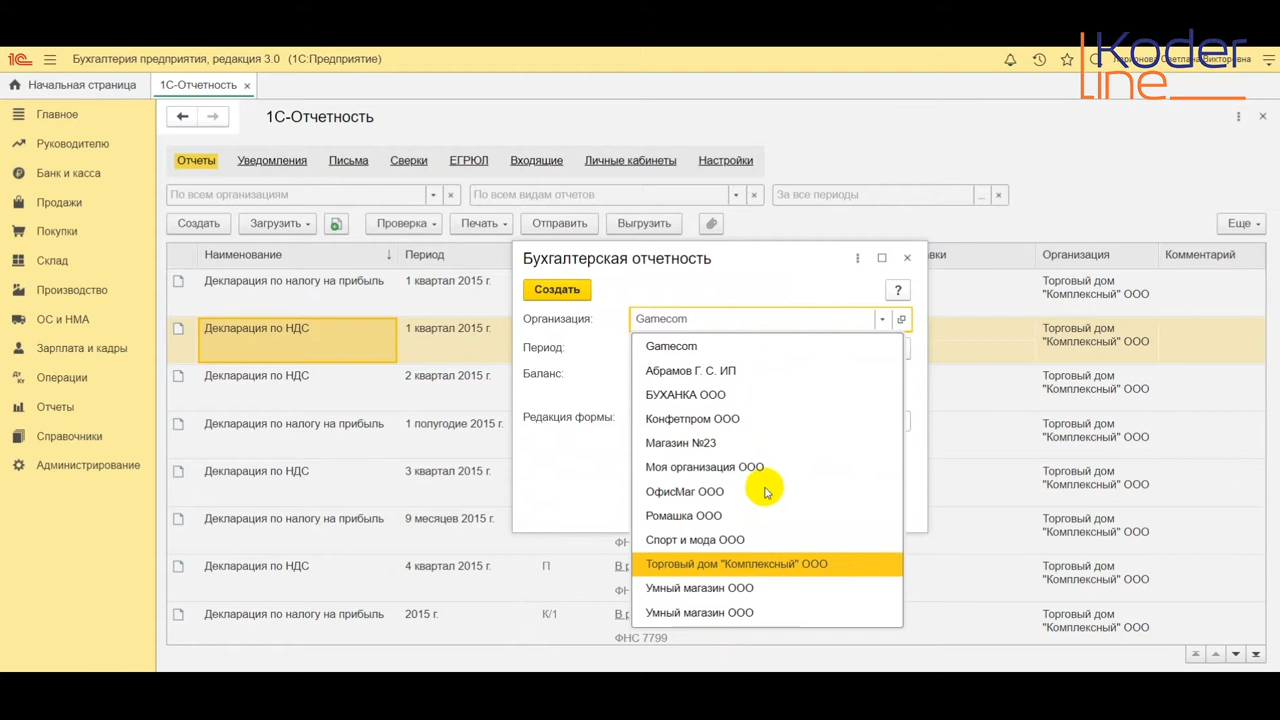 Koder
line
1С Бухгалтерия предприятия, редакция 3.0 (1С:Предприятие)
Ларионова Светлана Викторовна
Начальная страница
1С-Отчетность ×
Главное
Руководителю
Банк и касса
Продажи
Покупки
Склад
Производство
ОС и НМА
Зарплата и кадры
Операции
Отчеты
Справочники
Администрирование
1С-Отчетность
Отчеты Уведомления Письма Сверки ЕГРЮЛ Входящие Личные кабинеты Настройки
По всем организациям По всем видам отчетов За все периоды
Создать Загрузить Проверка Печать Отправить Выгрузить Еще
Наименование Период вки Организация Комментарий
Декларация по налогу на прибыль 1 квартал 2015 г. Торговый дом
"Комплексный" ООО
Декларация по НДС 1 квартал 2015 г. Торговый дом
"Комплексный" ООО
Декларация по НДС 2 квартал 2015 г. Торговый дом
"Комплексный" ООО
Декларация по налогу на прибыль 1 полугодие 2015 г. Торговый дом
"Комплексный" ООО
Декларация по НДС 3 квартал 2015 г. Торговый дом
"Комплексный" ООО
Декларация по налогу на прибыль 9 месяцев 2015 г. Торговый дом
ФН "Комплексный" ООО
Декларация по НДС 4 квартал 2015 г. П В р Торговый дом
ФН "Комплексный" ООО
Декларация по налогу на прибыль 2015 г. К/1 В р Торговый дом
ФНС 7799 "Комплексный" ООО
Бухгалтерская отчетность
Создать ?
Организация: Gamecom
Период:
Баланс:
Редакция формы:
Gamecom
Абрамов Г. С. ИП
БУХАНКА ООО
Конфетпром ООО
Магазин №23
Моя организация ООО
ОфисМаг ООО
Ромашка ООО
Спорт и мода ООО
Торговый дом "Комплексный" ООО
Умный магазин ООО
Умный магазин ООО